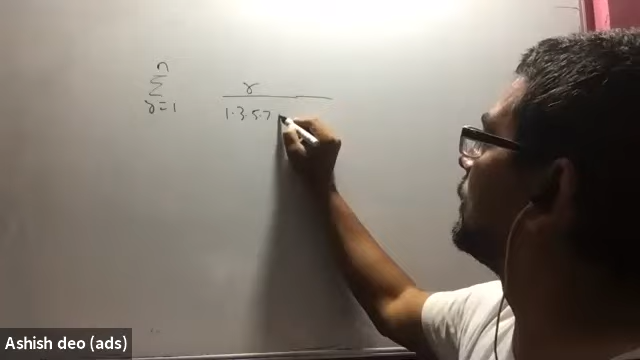 n
Σ r
r=1 1.3.5.7
Ashish deo (ads)